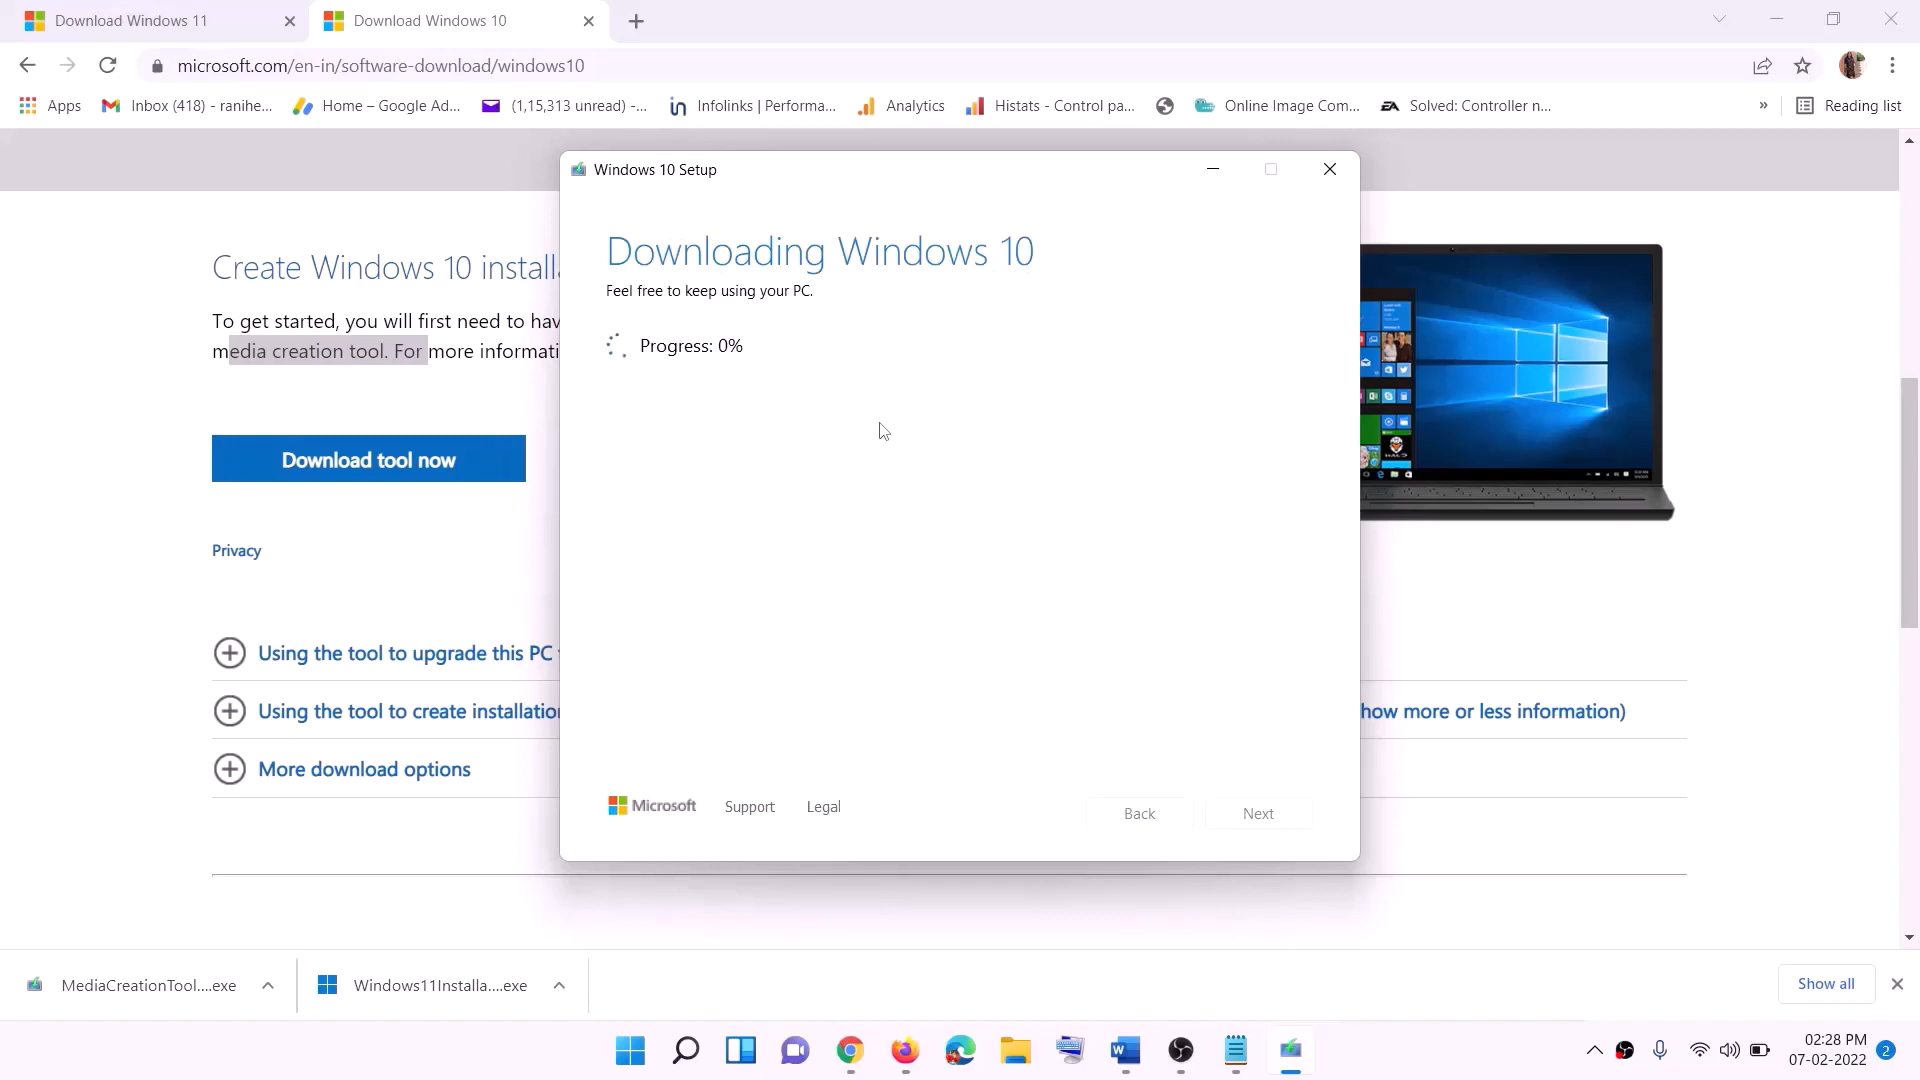 Download Windows 11
Download Windows 10
microsoft.com/en-in/software-download/windows10
Apps
Inbox (418) - ranihe...
Home – Google Ad...
(1,15,313 unread) -...
Infolinks | Performa...
Analytics
Histats - Control pa...
Online Image Com...
Solved: Controller n...
»
Reading list
Windows 10 Setup
Downloading Windows 10
Feel free to keep using your PC.
Progress: 0%
Create Windows 10 install
To get started, you will first need to hav
media creation tool. For more informati
Download tool now
Privacy
Using the tool to upgrade this PC
Using the tool to create installation
how more or less information)
More download options
Microsoft
Support
Legal
Back
Next
MediaCreationTool....exe
Windows11Installa....exe
Show all
02:28 PM
07-02-2022
2